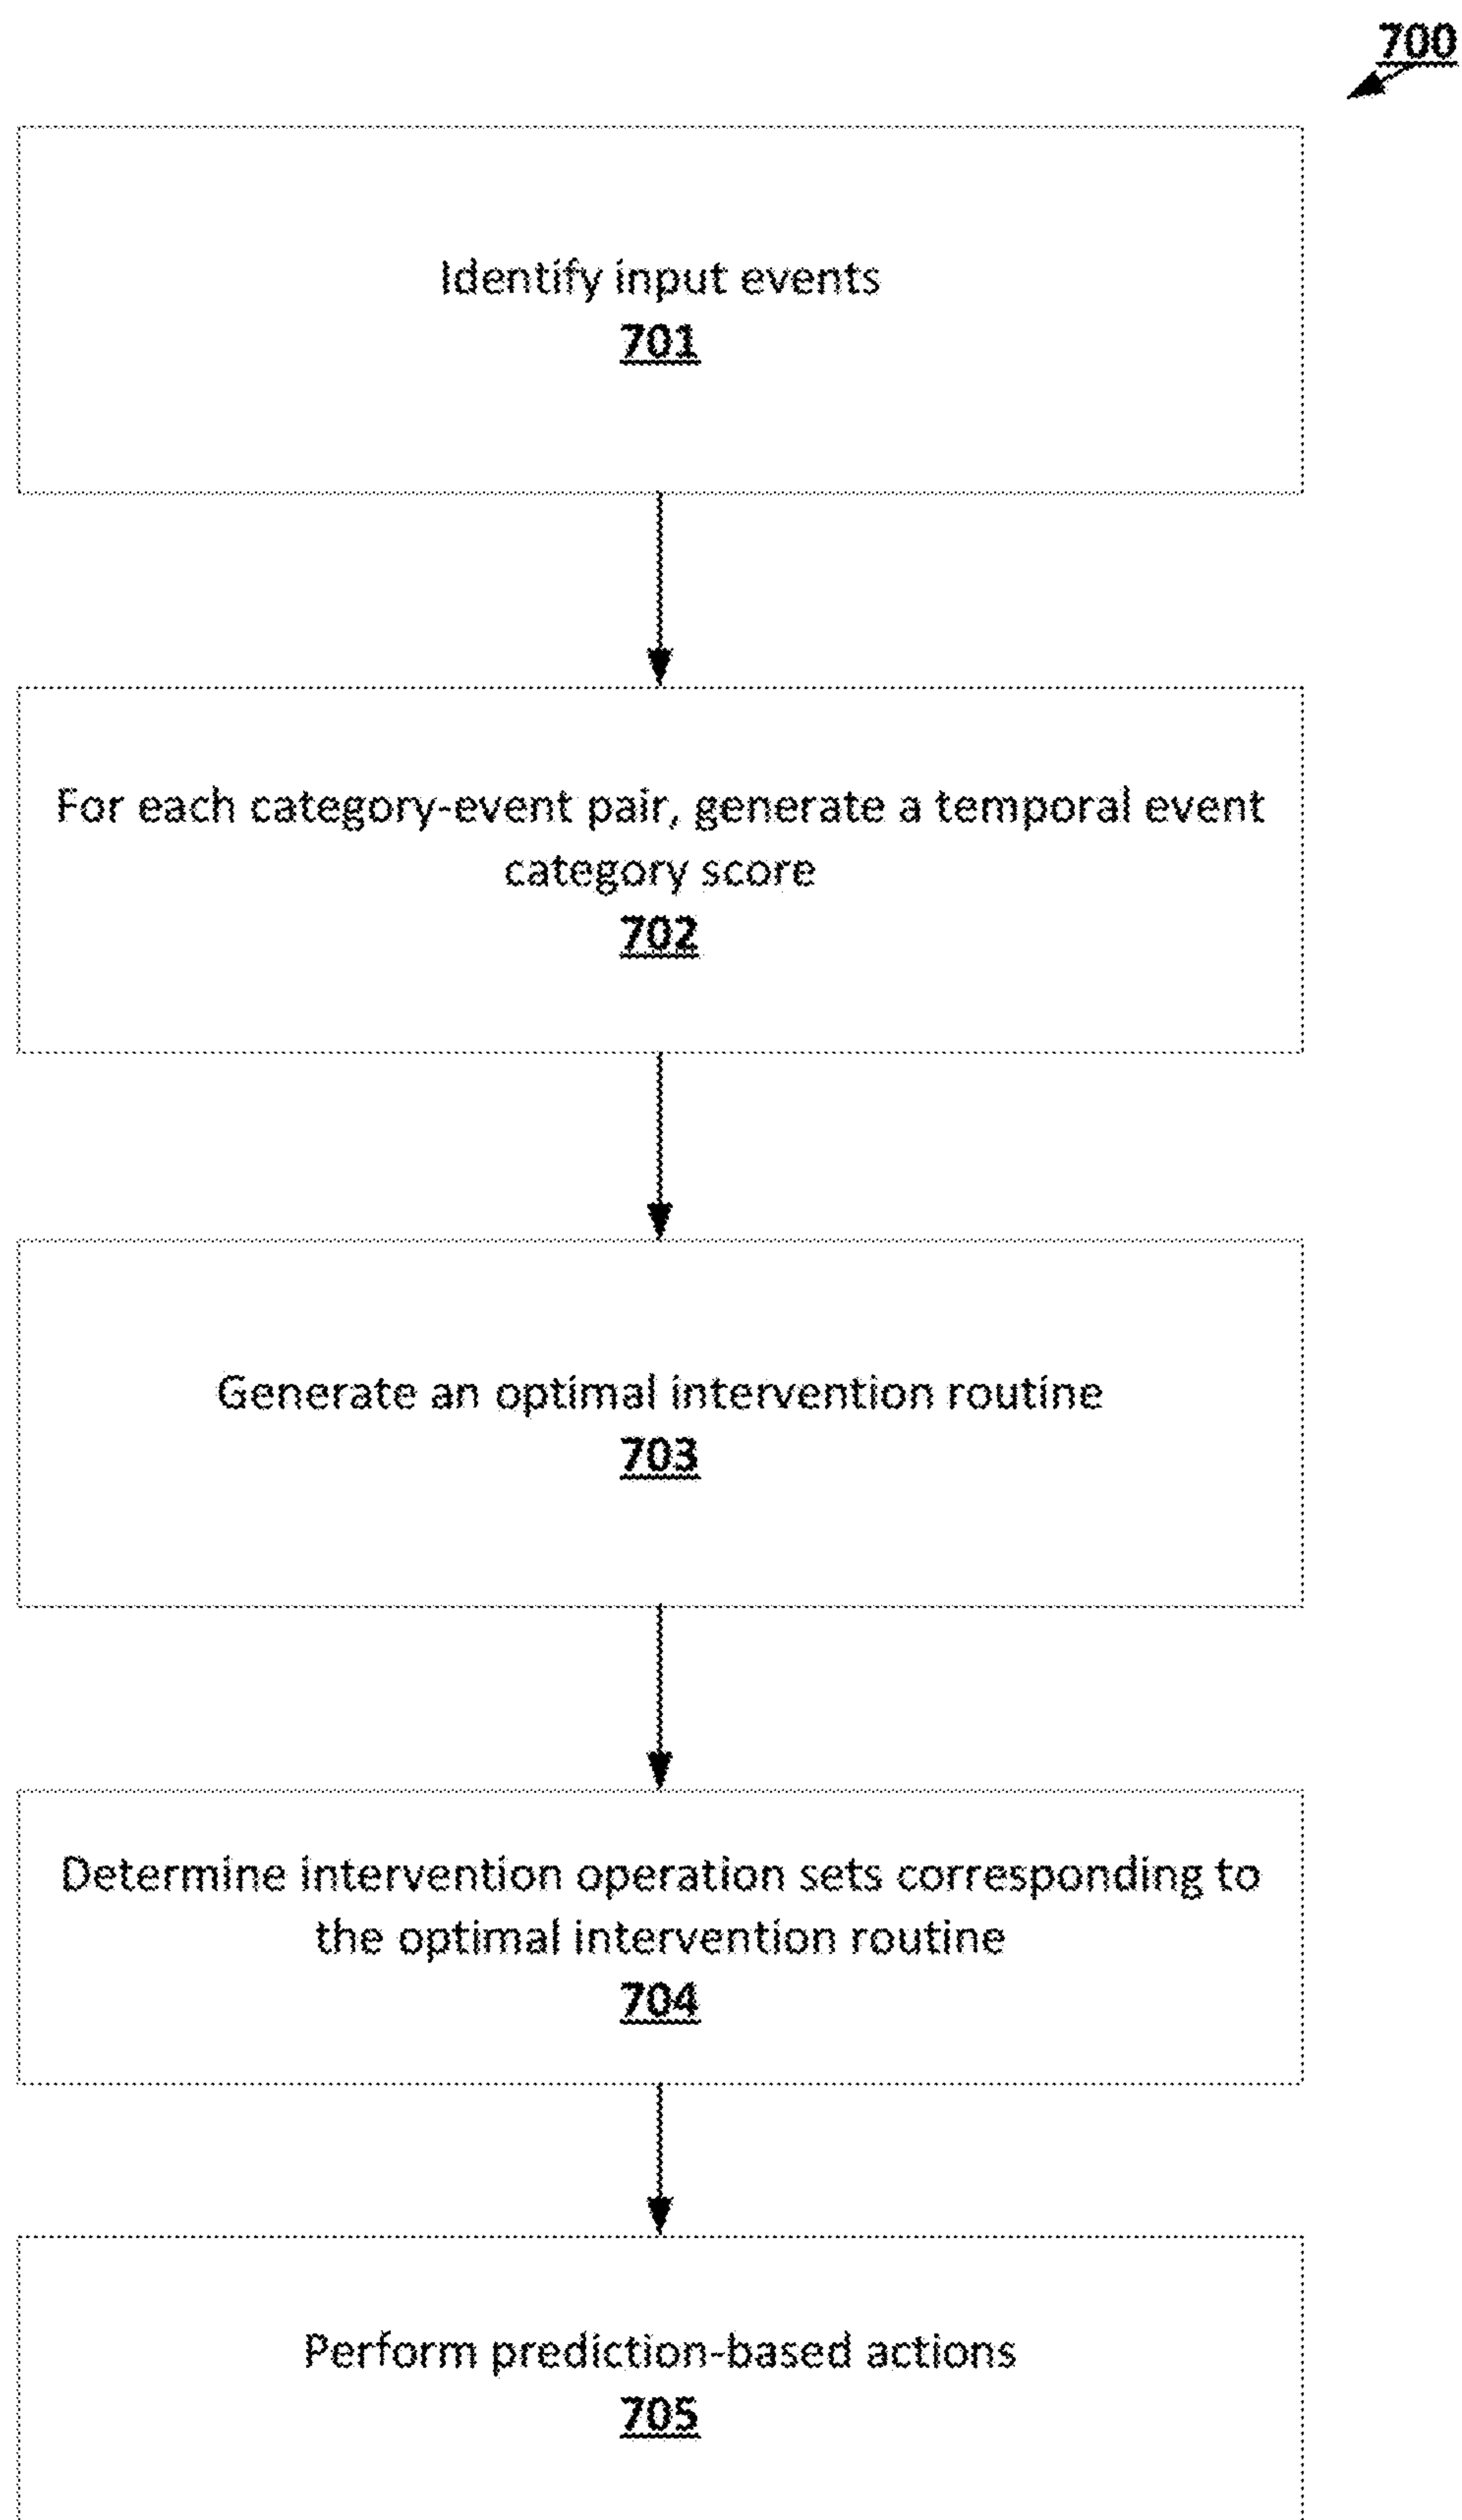 700
Identify input events
701
For each category-event pair, generate a temporal event
category score
702
Generate an optimal intervention routine
703
Determine intervention operation sets corresponding to
the optimal intervention routine
704
Perform prediction-based actions
705